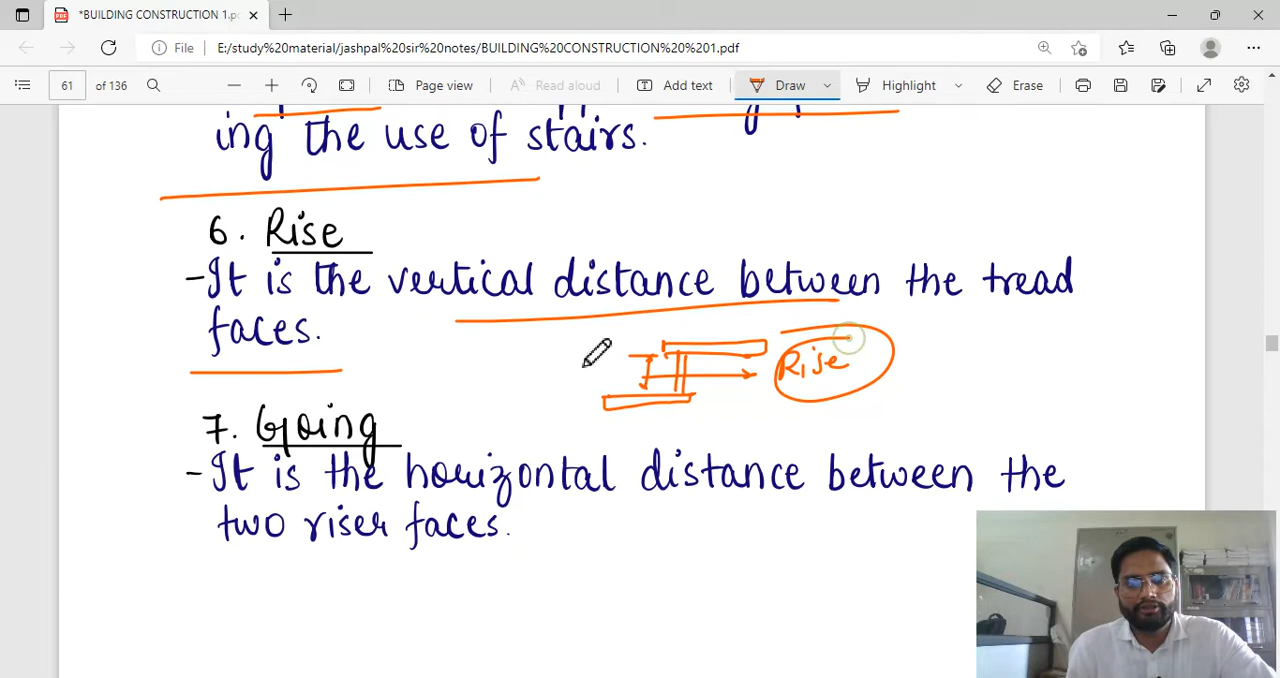 *BUILDING CONSTRUCTION 1.p
File E:/study%20material/jashpal%20sir%20notes/BUILDING%20CONSTRUCTION%20%201.pdf
61 of 136 Page view Read aloud Add text Draw Highlight Erase
ing the use of stairs.
6. Rise
-It is the vertical distance between the tread
faces.
Rise
7. Going
-It is the horizontal distance between the
two riser faces.